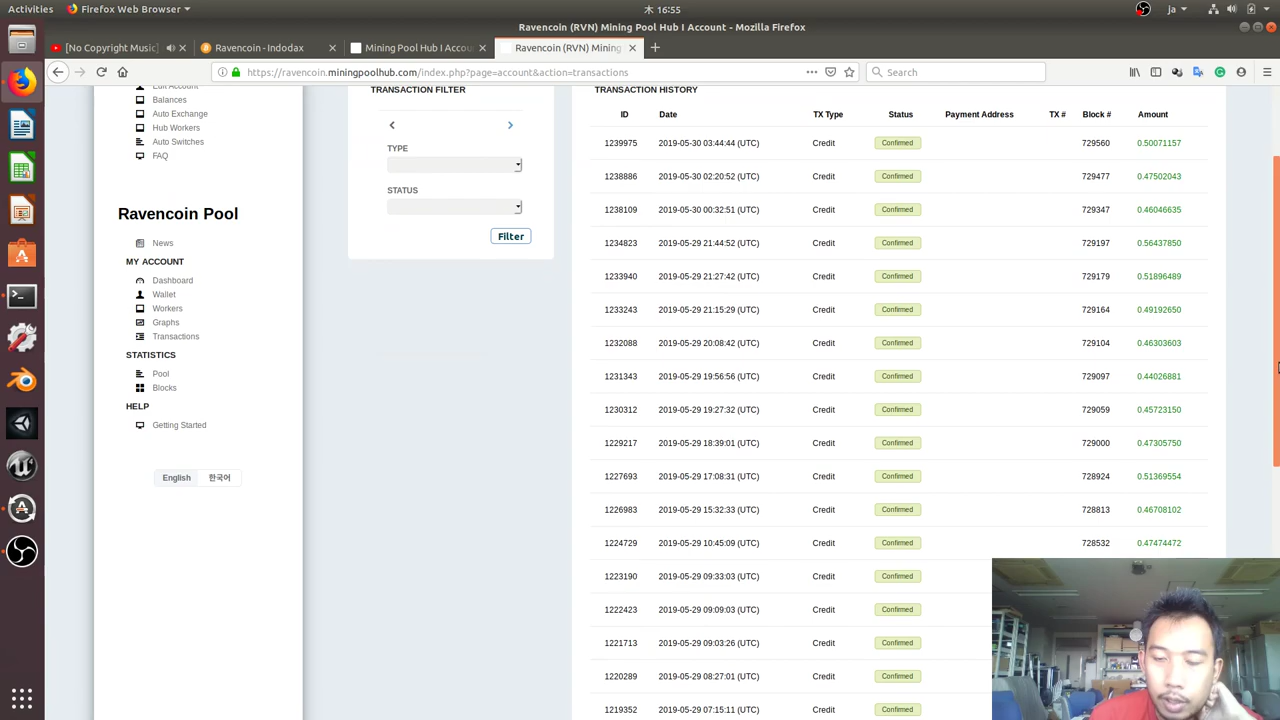 Activities
木 16:03
Ravencoin (RVN) Mining Pool Hub I Account - Mozilla Firefox
[No Copyright Music]
Ravencoin - Indodax
Mining Pool Hub I Accou
Ravencoin (RVN) Mining
https://ravencoin.miningpoolhub.com/index.php?page=account&action=transactions
Search
Edit Account
Balances
Auto Exchange
Hub Workers
Auto Switches
FAQ
Ravencoin Pool
News
MY ACCOUNT
Dashboard
Wallet
Workers
Graphs
Transactions
STATISTICS
Pool
Blocks
HELP
Getting Started
English 한국어
TRANSACTION FILTER
TYPE
STATUS
Filter
TRANSACTION HISTORY
ID Date TX Type Status Payment Address TX # Block # Amount
1239975 2019-05-30 03:44:44 (UTC) Credit Confirmed 729560 0.50071157
1238886 2019-05-30 02:20:52 (UTC) Credit Confirmed 729477 0.47502043
1238109 2019-05-30 00:32:51 (UTC) Credit Confirmed 729347 0.46046635
1234823 2019-05-29 21:44:52 (UTC) Credit Confirmed 729197 0.56437850
1233940 2019-05-29 21:27:42 (UTC) Credit Confirmed 729179 0.51896489
1233243 2019-05-29 21:15:29 (UTC) Credit Confirmed 729164 0.49192650
1232088 2019-05-29 20:08:42 (UTC) Credit Confirmed 729104 0.46303603
1231343 2019-05-29 19:56:56 (UTC) Credit Confirmed 729097 0.44026881
1230312 2019-05-29 19:27:32 (UTC) Credit Confirmed 729059 0.45723150
1229217 2019-05-29 18:39:01 (UTC) Credit Confirmed 729000 0.47305750
1227693 2019-05-29 17:08:31 (UTC) Credit Confirmed 728924 0.51369554
1226983 2019-05-29 15:32:33 (UTC) Credit Confirmed 728813 0.46708102
1224729 2019-05-29 10:45:09 (UTC) Credit Confirmed 728532 0.47474472
1223190 2019-05-29 09:33:03 (UTC) Credit Confirmed
1222423 2019-05-29 09:09:03 (UTC) Credit Confirmed
1221713 2019-05-29 09:03:26 (UTC) Credit Confirmed
1220289 2019-05-29 08:27:01 (UTC) Credit Confirmed
1219352 2019-05-29 07:15:11 (UTC) Credit Confirmed